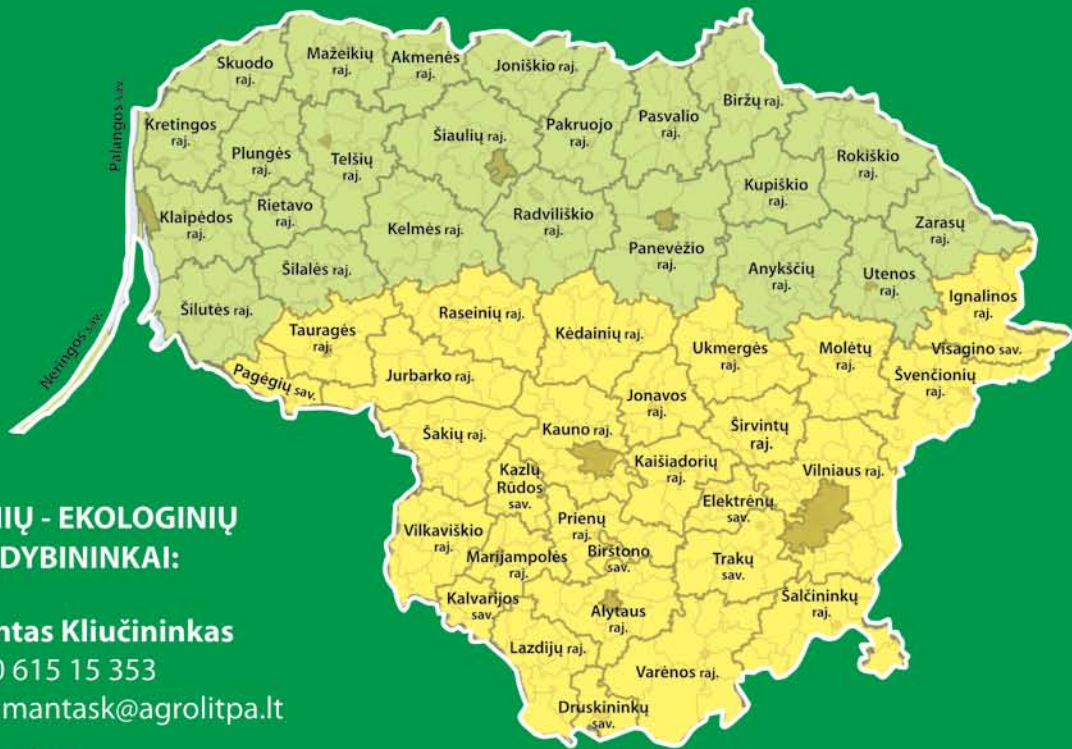 Skuodo
raj.
Mažeikių
raj.
Akmenės
raj.
Joniškio raj.
Palangos sav.
Kretingos
raj.
Plungės
raj.
Telšių
raj.
Šiaulių raj.
Pakruojo
raj.
Pasvalio
raj.
Biržų raj.
Rokiškio
raj.
Kupiškio
raj.
Klaipėdos
raj.
Rietavo
raj.
Kelmės raj.
Radviliškio
raj.
Panevėžio
raj.
Zarasų
raj.
Šilalės raj.
Anykščių
raj.
Utenos
raj.
Šilutės raj.
Ignalinos
raj.
Neringos sav.
Tauragės
raj.
Raseinių raj.
Kėdainių raj.
Ukmergės
raj.
Molėtų
raj.
Visagino sav.
Pagėgių sav.
Jurbarko raj.
Švenčionių
raj.
Jonavos
raj.
Šakių raj.
Kauno raj.
Širvintų
raj.
Kaišiadorių
raj.
Vilniaus raj.
Kazlų
Rūdos
sav.
Elektrėnų
sav.
Prienų
raj.
Vilkaviškio
raj.
Marijampolės
raj.
Birštono
sav.
Trakų
sav.
Kalvarijos
sav.
Alytaus
raj.
Šalčininkų
raj.
Lazdijų raj.
Varėnos raj.
Druskininkų
sav.
NIŲ - EKOLOGINIŲ
DYBININKAI:
ntas Kliučininkas
0 615 15 353
mantask@agrolitpa.lt